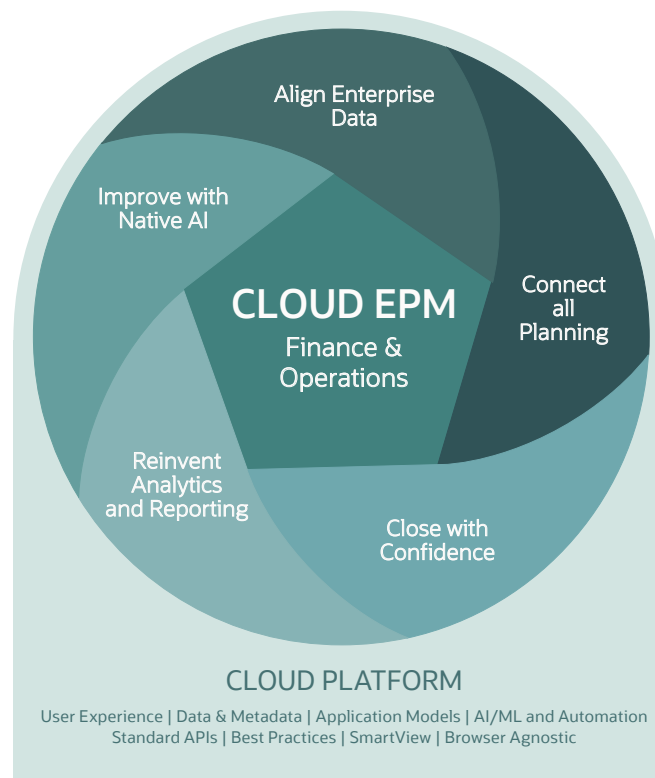 Align Enterprise
Data
Improve with
Native AI
Connect
all
Planning
CLOUD EPM
Finance &
Operations
Reinvent
Analytics
and Reporting
Close with
Confidence
CLOUD PLATFORM
User Experience | Data & Metadata | Application Models | AI/ML and Automation
Standard APIs | Best Practices | SmartView | Browser Agnostic